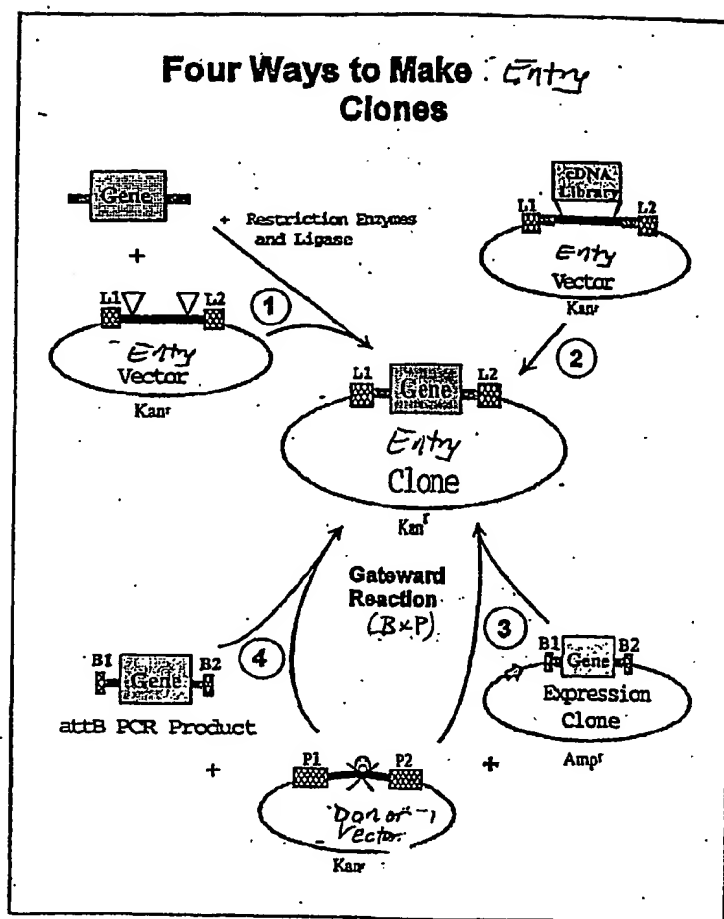 Four Ways to Make Entry
Clones
Gene
+ Restriction Enzymes
and Ligase
+
L1 L2
Entry
Vector
Kanr
1
cDNA
Library
L1 L2
Entry
Vector
Kanr
2
L1 Gene L2
Entry
Clone
Kanr
Gateward
Reaction
(B×P)
4
3
B1 Gene B2
attB PCR Product
+
B1 Gene B2
Expression
Clone
Ampr
+
P1 P2
Donor
Vector
Kanr